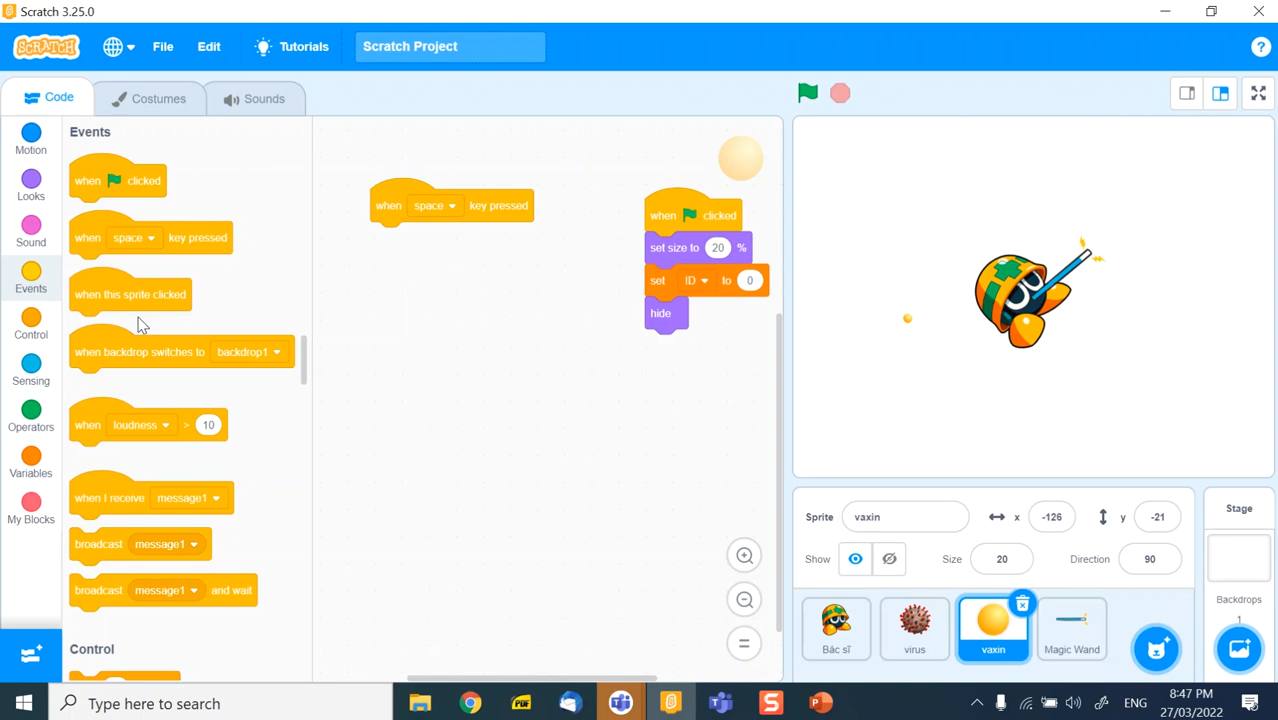 Scratch 3.25.0
SCRATCH File Edit Tutorials Scratch Project ?
Code Costumes Sounds
Motion
Looks
Sound
Events
Control
Sensing
Operators
Variables
My Blocks
Events
when clicked
when space key pressed
when this sprite clicked
when backdrop switches to backdrop1
when loudness > 10
when I receive message1
broadcast message1
broadcast message1 and wait
Control
when space key pressed
when clicked
set size to 20 %
set ID to 0
hide
Sprite vaxin x -126 y -21
Show Size 20 Direction 90
Bác sĩ virus vaxin Magic Wand
Stage
Backdrops
1
Type here to search
PDF
ENG
8:47 PM
27/03/2022